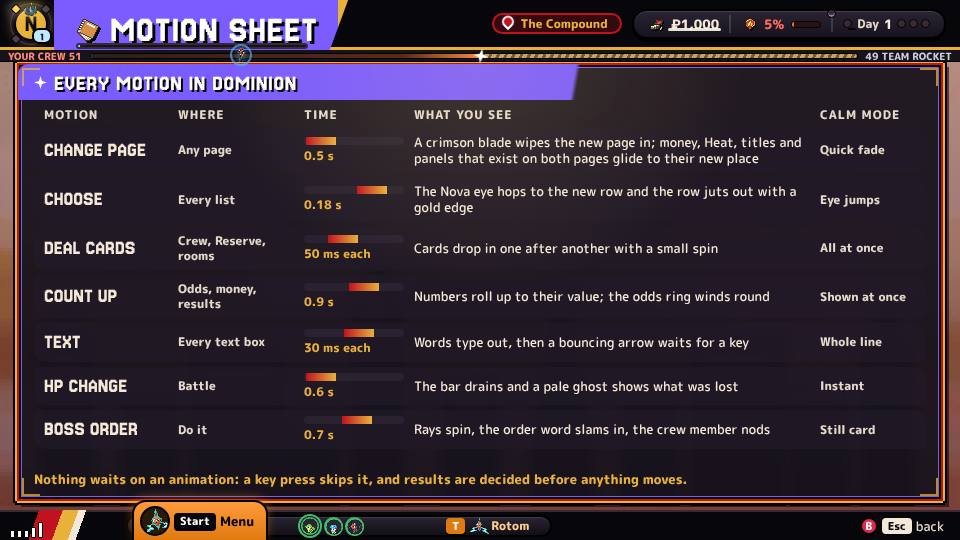 N
1
MOTION SHEET
The Compound
₽1,000
5%
Day 1
YOUR CREW 51
49 TEAM ROCKET
EVERY MOTION IN DOMINION
MOTION WHERE TIME WHAT YOU SEE CALM MODE
CHANGE PAGE Any page 0.5 s A crimson blade wipes the new page in; money, Heat, titles and Quick fade
panels that exist on both pages glide to their new place
CHOOSE Every list 0.18 s The Nova eye hops to the new row and the row juts out with a Eye jumps
gold edge
DEAL CARDS Crew, Reserve, 50 ms each Cards drop in one after another with a small spin All at once
rooms
COUNT UP Odds, money, 0.9 s Numbers roll up to their value; the odds ring winds round Shown at once
results
TEXT Every text box 30 ms each Words type out, then a bouncing arrow waits for a key Whole line
HP CHANGE Battle 0.6 s The bar drains and a pale ghost shows what was lost Instant
BOSS ORDER Do it 0.7 s Rays spin, the order word slams in, the crew member nods Still card
Nothing waits on an animation: a key press skips it, and results are decided before anything moves.
Start Menu
T Rotom
B Esc back